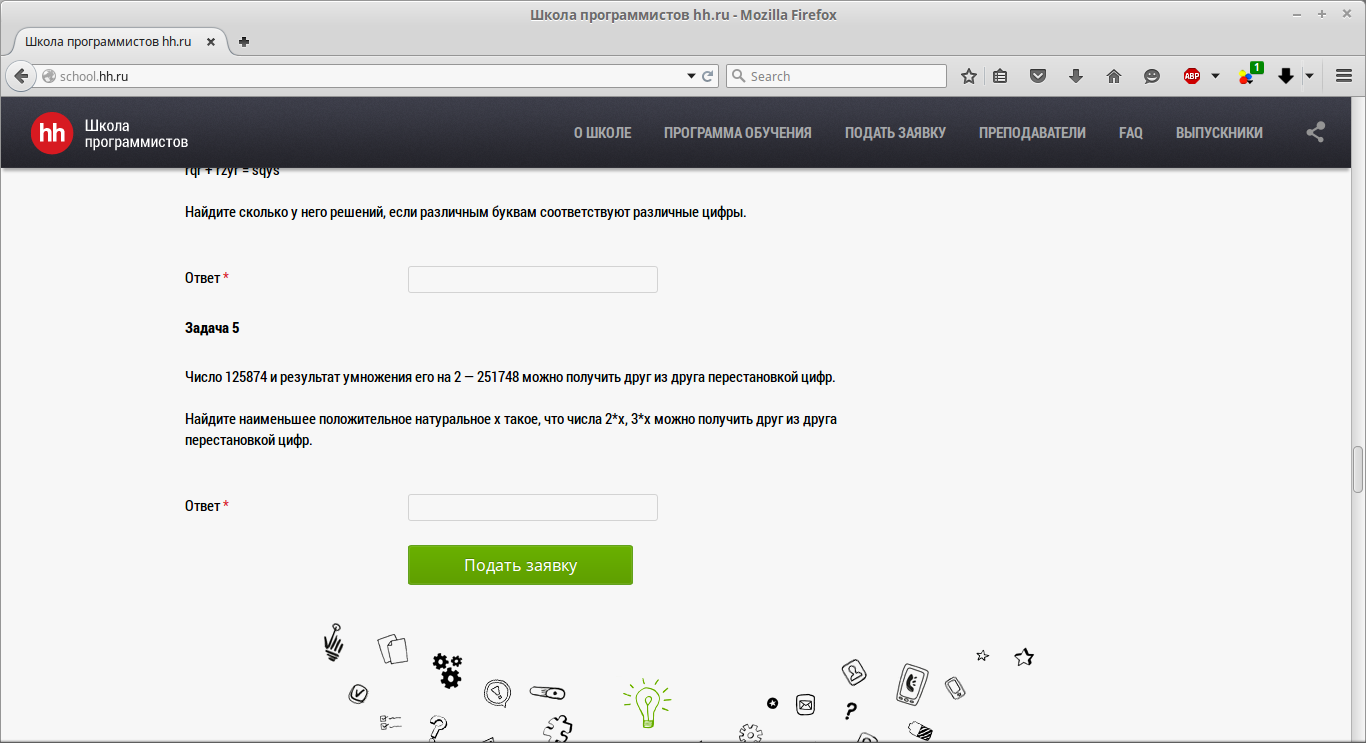 Школа программистов hh.ru - Mozilla Firefox
Школа программистов hh.ru
school.hh.ru
Search
ABP
1
hh
Школа
программистов
О ШКОЛЕ
ПРОГРАММА ОБУЧЕНИЯ
ПОДАТЬ ЗАЯВКУ
ПРЕПОДАВАТЕЛИ
FAQ
ВЫПУСКНИКИ
rqr + rzyr = sqys
Найдите сколько у него решений, если различным буквам соответствуют различные цифры.
Ответ *
Задача 5
Число 125874 и результат умножения его на 2 — 251748 можно получить друг из друга перестановкой цифр.
Найдите наименьшее положительное натуральное x такое, что числа 2*x, 3*x можно получить друг из друга
перестановкой цифр.
Ответ *
Подать заявку